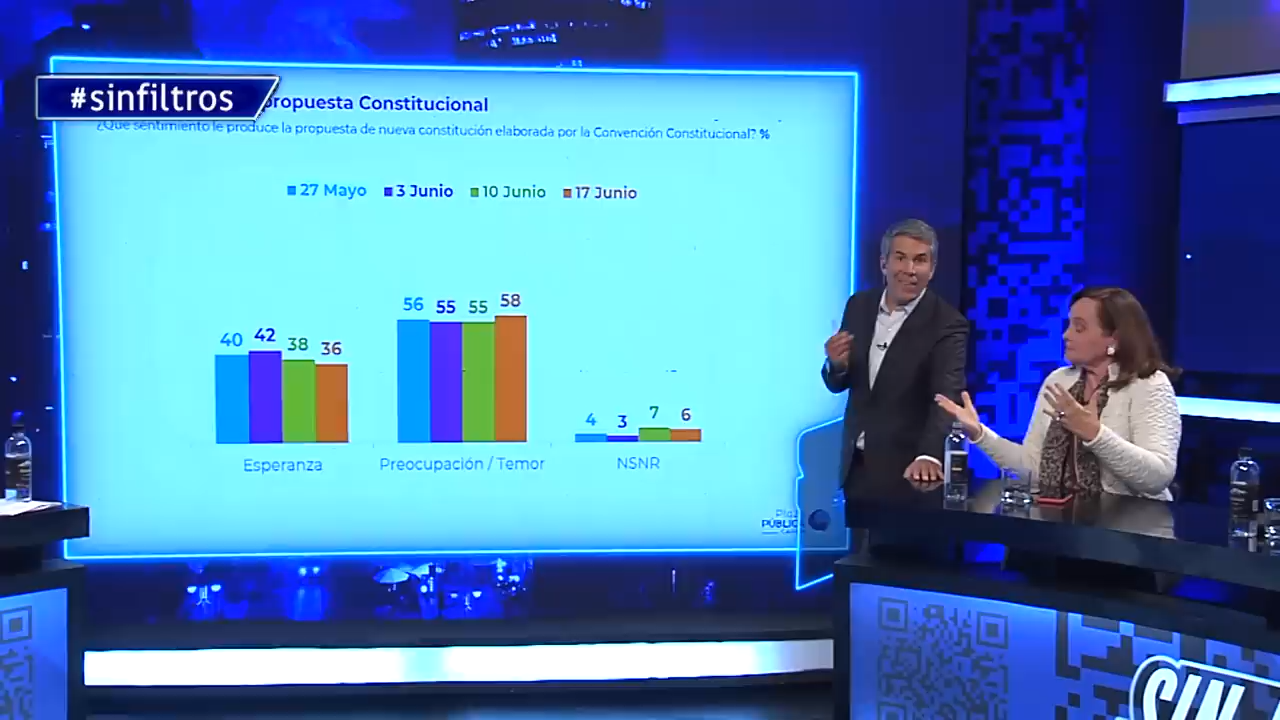 #sinfiltros
propuesta Constitucional
¿Qué sentimiento le produce la propuesta de nueva constitución elaborada por la Convención Constitucional? %
27 Mayo 3 Junio 10 Junio 17 Junio
40 42 38 36
56 55 55 58
4 3 7 6
Esperanza Preocupación / Temor NSNR
PÚBLICA
SIN